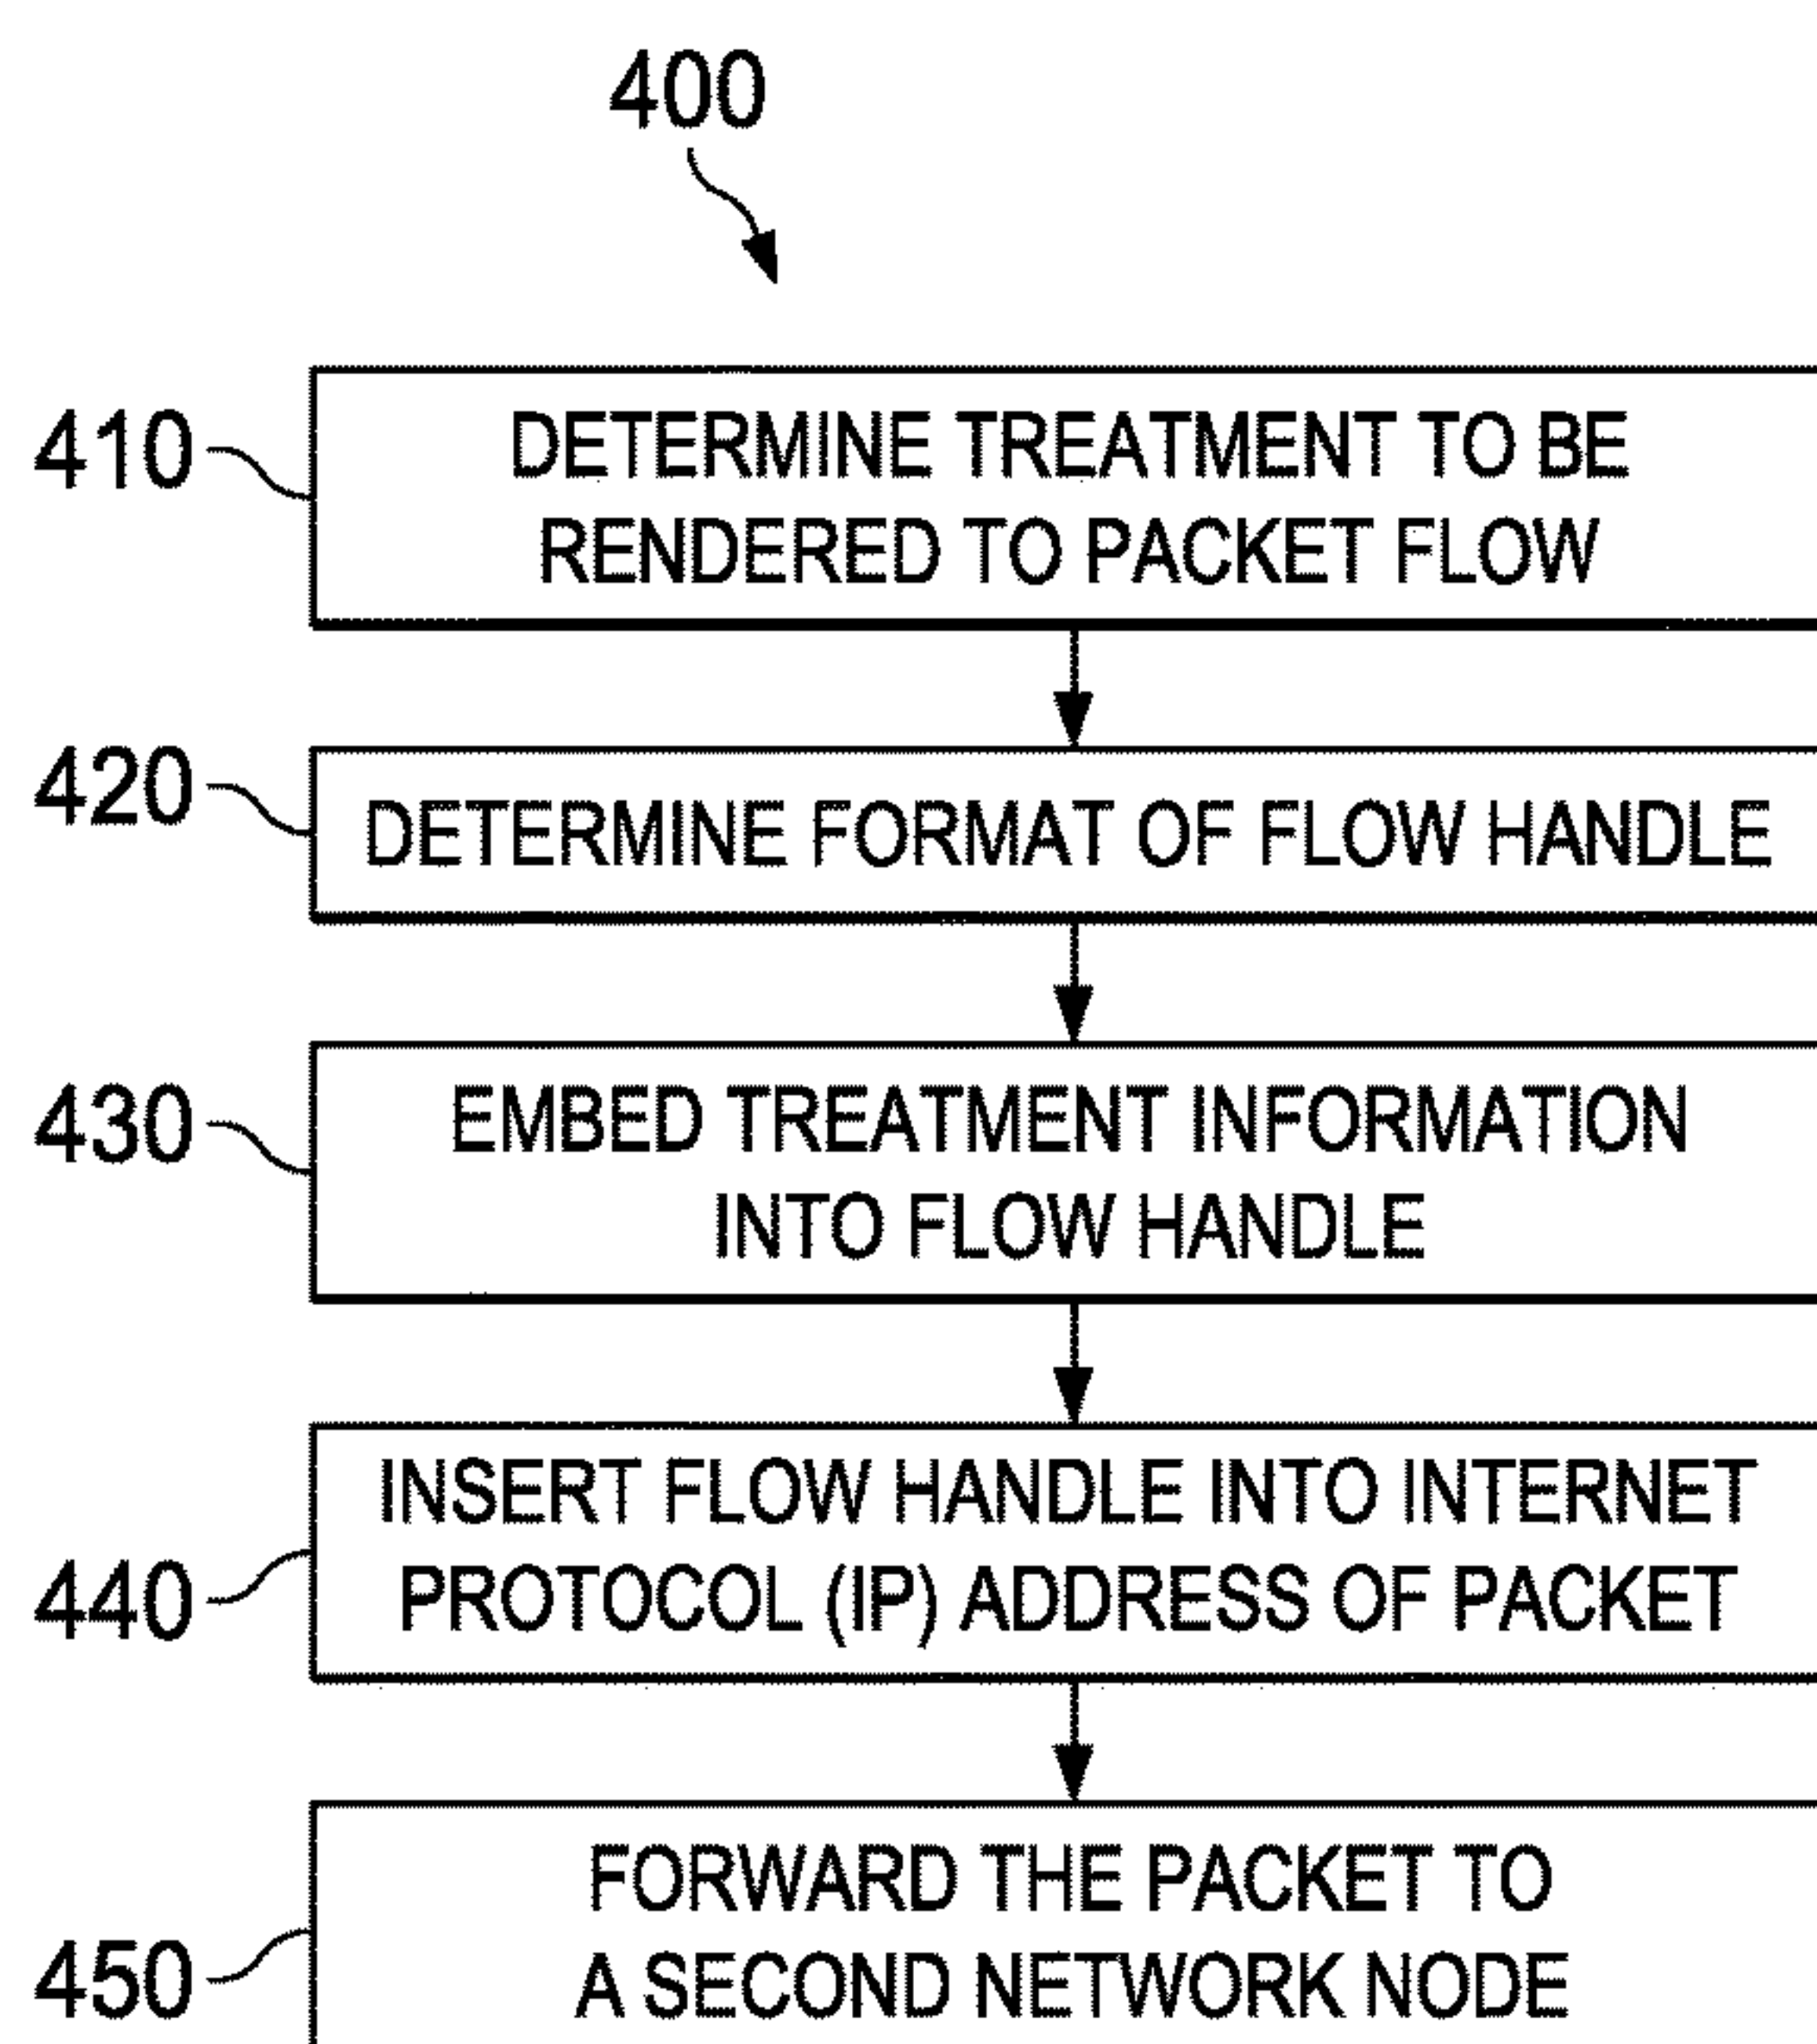 400
410
DETERMINE TREATMENT TO BE
RENDERED TO PACKET FLOW
420
DETERMINE FORMAT OF FLOW HANDLE
430
EMBED TREATMENT INFORMATION
INTO FLOW HANDLE
440
INSERT FLOW HANDLE INTO INTERNET
PROTOCOL (IP) ADDRESS OF PACKET
450
FORWARD THE PACKET TO
A SECOND NETWORK NODE